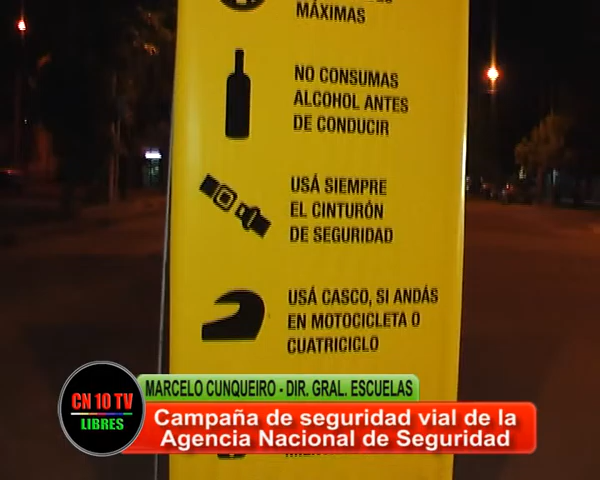 MÁXIMAS
NO CONSUMAS
ALCOHOL ANTES
DE CONDUCIR
USÁ SIEMPRE
EL CINTURÓN
DE SEGURIDAD
USÁ CASCO, SI ANDÁS
EN MOTOCICLETA O
CUATRICICLO
MARCELO CUNQUEIRO - DIR. GRAL. ESCUELAS
CN 10 TV
LIBRES
Campaña de seguridad vial de la
Agencia Nacional de Seguridad